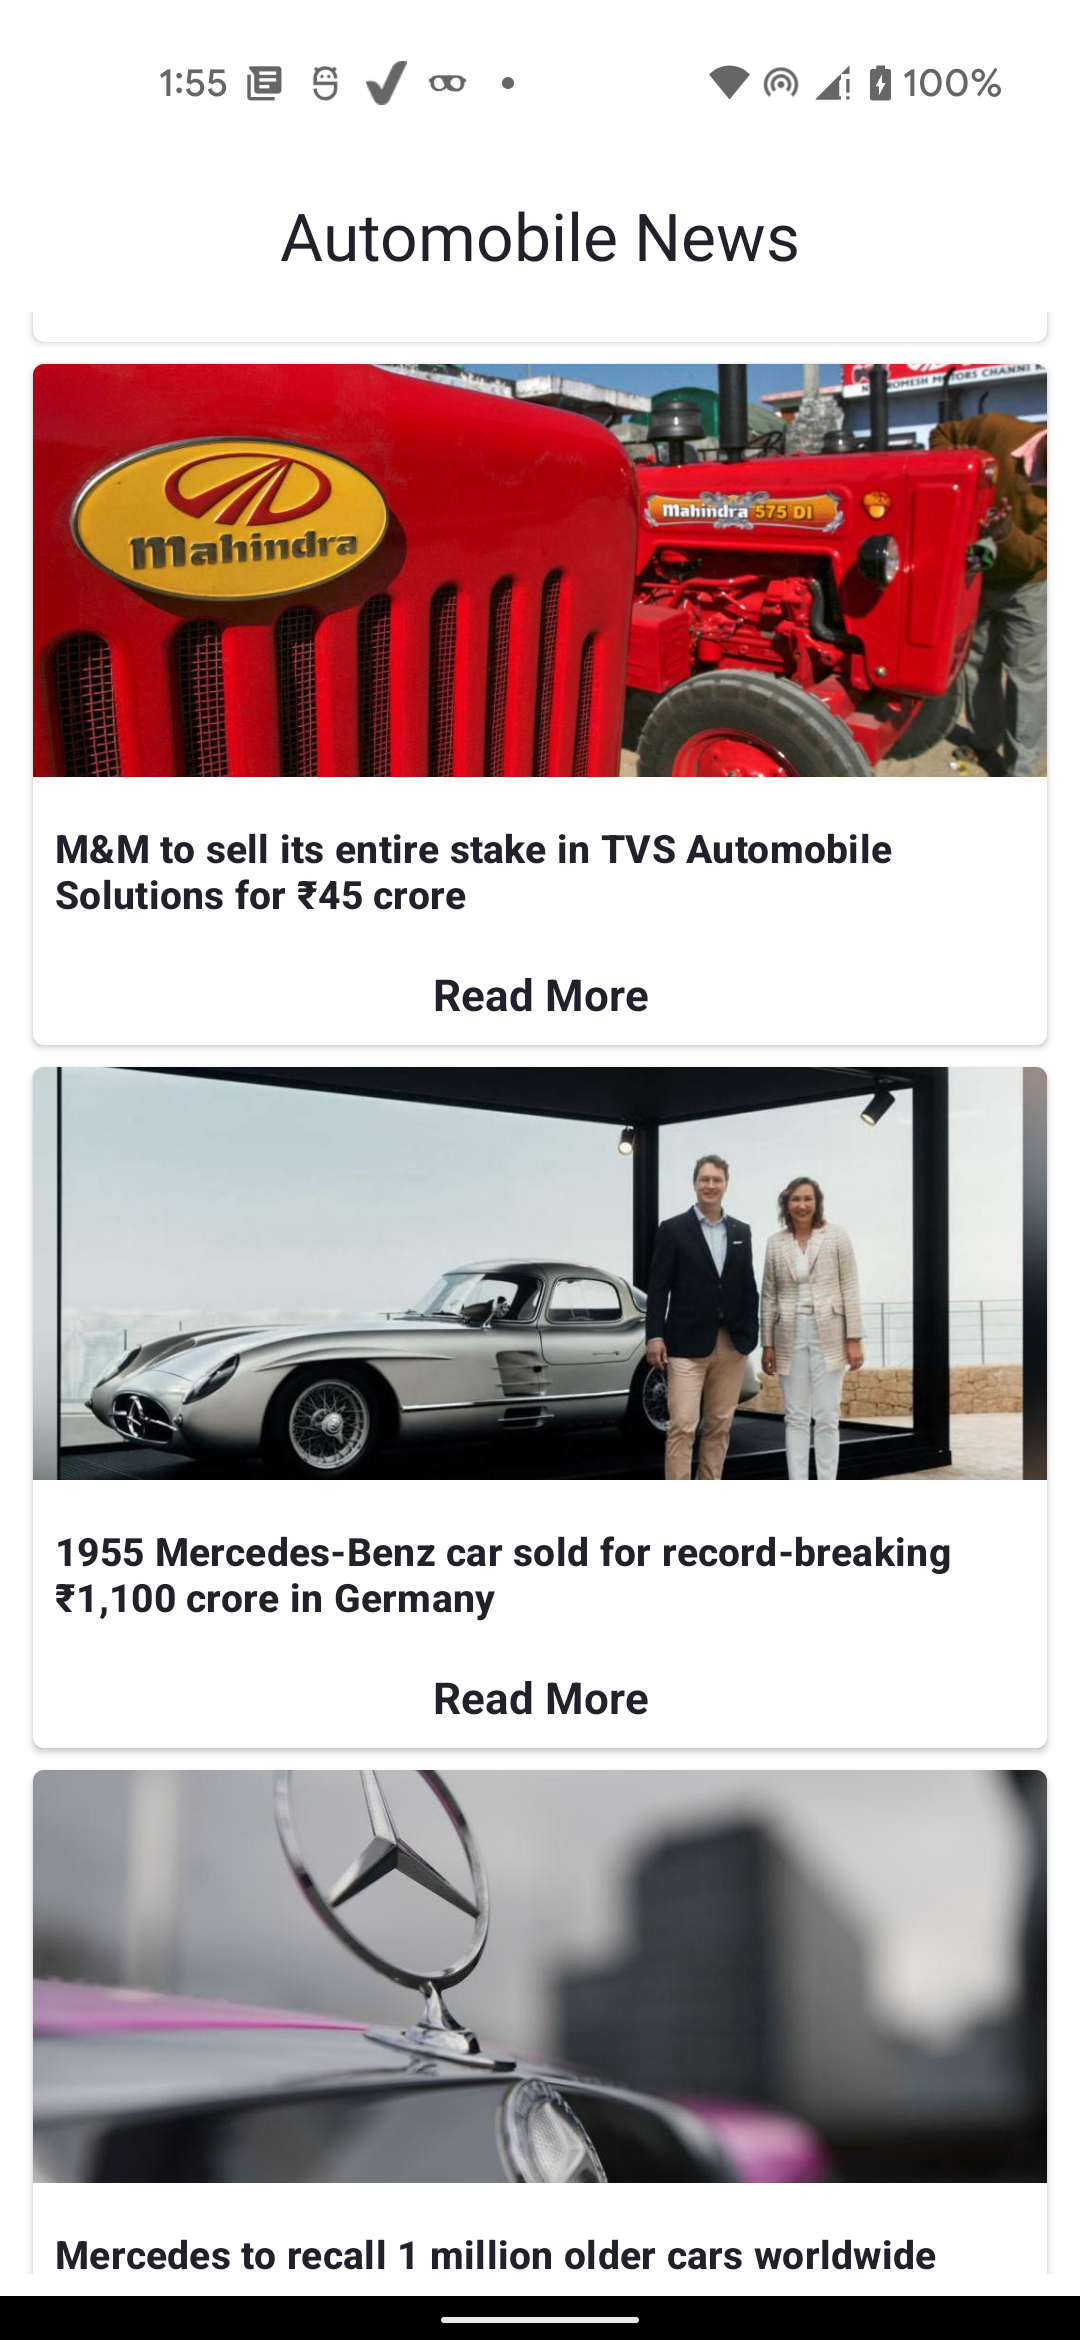 1:55
100%
Automobile News
MOTORS CHANNI
Mahindra
Mahindra 575 DI
M&M to sell its entire stake in TVS Automobile
Solutions for ₹45 crore
Read More
1955 Mercedes-Benz car sold for record-breaking
₹1,100 crore in Germany
Read More
Mercedes to recall 1 million older cars worldwide